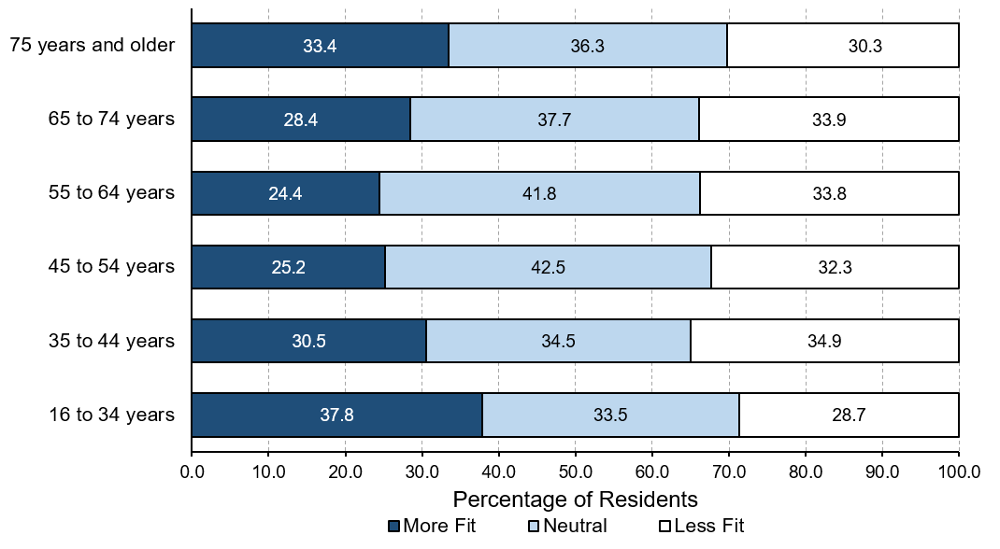 75 years and older 33.4 36.3 30.3
65 to 74 years 28.4 37.7 33.9
55 to 64 years 24.4 41.8 33.8
45 to 54 years 25.2 42.5 32.3
35 to 44 years 30.5 34.5 34.9
16 to 34 years 37.8 33.5 28.7
0.0 10.0 20.0 30.0 40.0 50.0 60.0 70.0 80.0 90.0 100.0
Percentage of Residents
More Fit Neutral Less Fit